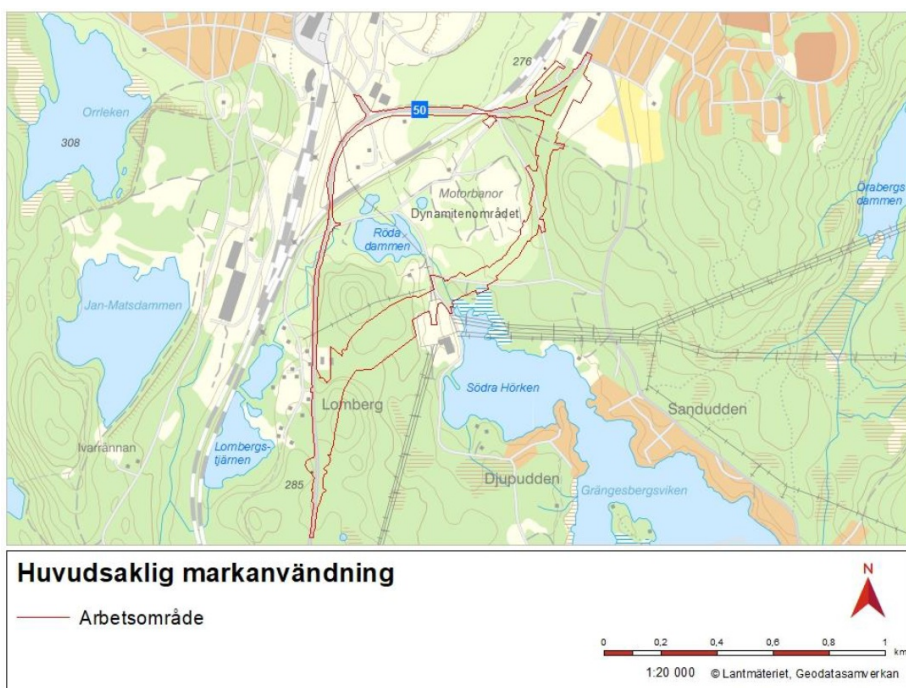 276
50
Orrleken
308
Motorbanor
Dynamitenområdet
Röda
dammen
Drabergs-
dammen
Jan-Matsdammen
Södra Hörken
Lomberg
Sandudden
Ivarrännan
Lombergs-
tjärnen
285
Djupudden
Grängesbergsviken
Huvudsaklig markanvändning
Arbetsområde
N
0 0,2 0,4 0,6 0,8 1
km
1:20 000 © Lantmäteriet, Geodatasamverkan